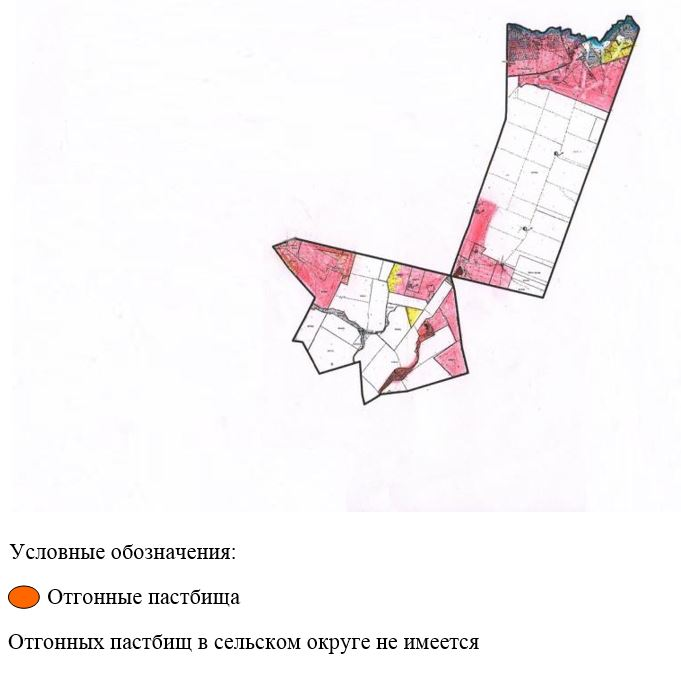 Условные обозначения:
Отгонные пастбища
Отгонных пастбищ в сельском округе не имеется